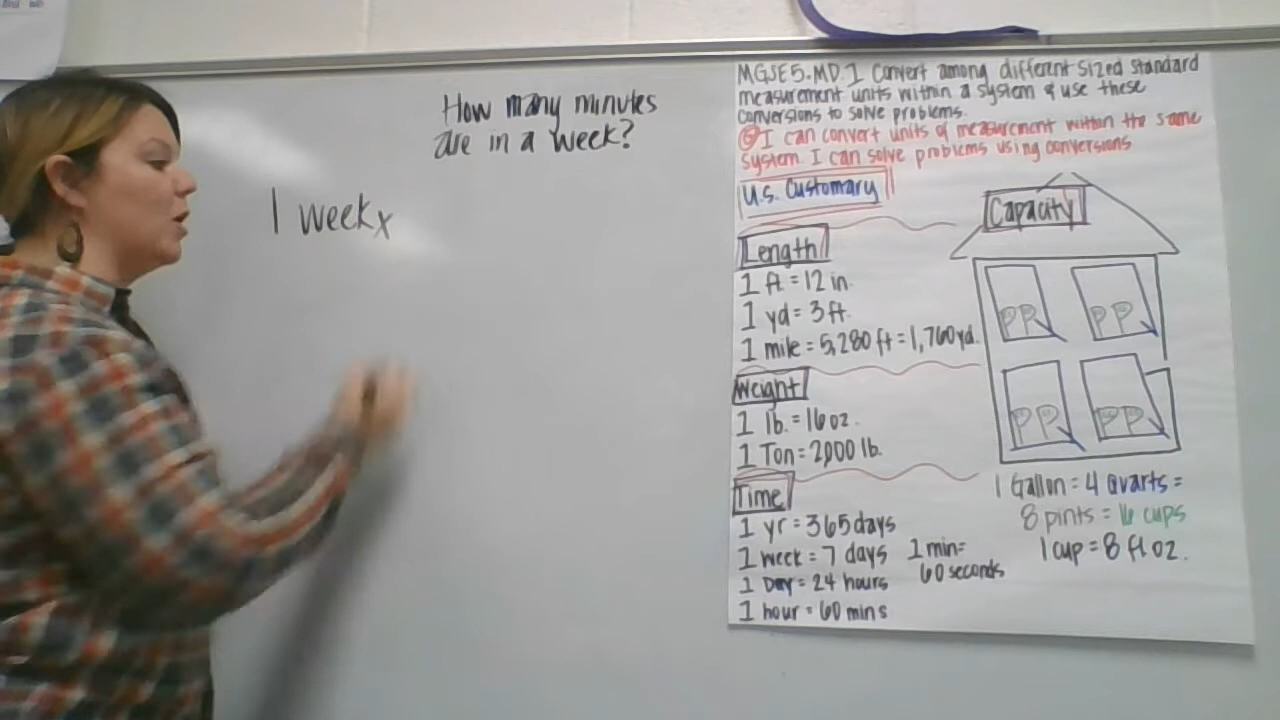 How many minutes
are in a week?
1 week x
MGSE5.MD.1 Convert among different sized standard
measurement units within a system & use these
conversions to solve problems.
I can convert units of measurement within the same
system. I can solve problems using conversions
U.S. Customary
Length
1 ft. = 12 in.
1 yd = 3 ft.
1 mile = 5,280 ft = 1,760 yd.
Weight
1 lb. = 16 oz.
1 Ton = 2,000 lb.
Time
1 yr = 365 days
1 week = 7 days
1 Day = 24 hours
1 hour = 60 mins
1 min =
60 seconds
Capacity
PP PP
PP PP
1 Gallon = 4 Quarts =
8 pints = 16 cups
1 cup = 8 fl oz.